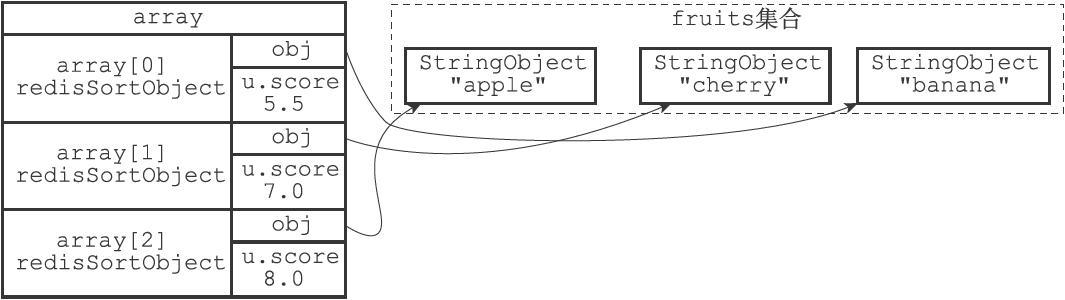 array
array[0]
redisSortObject
obj
u.score
5.5
array[1]
redisSortObject
obj
u.score
7.0
array[2]
redisSortObject
obj
u.score
8.0
fruits集合
StringObject
"apple"
StringObject
"cherry"
StringObject
"banana"